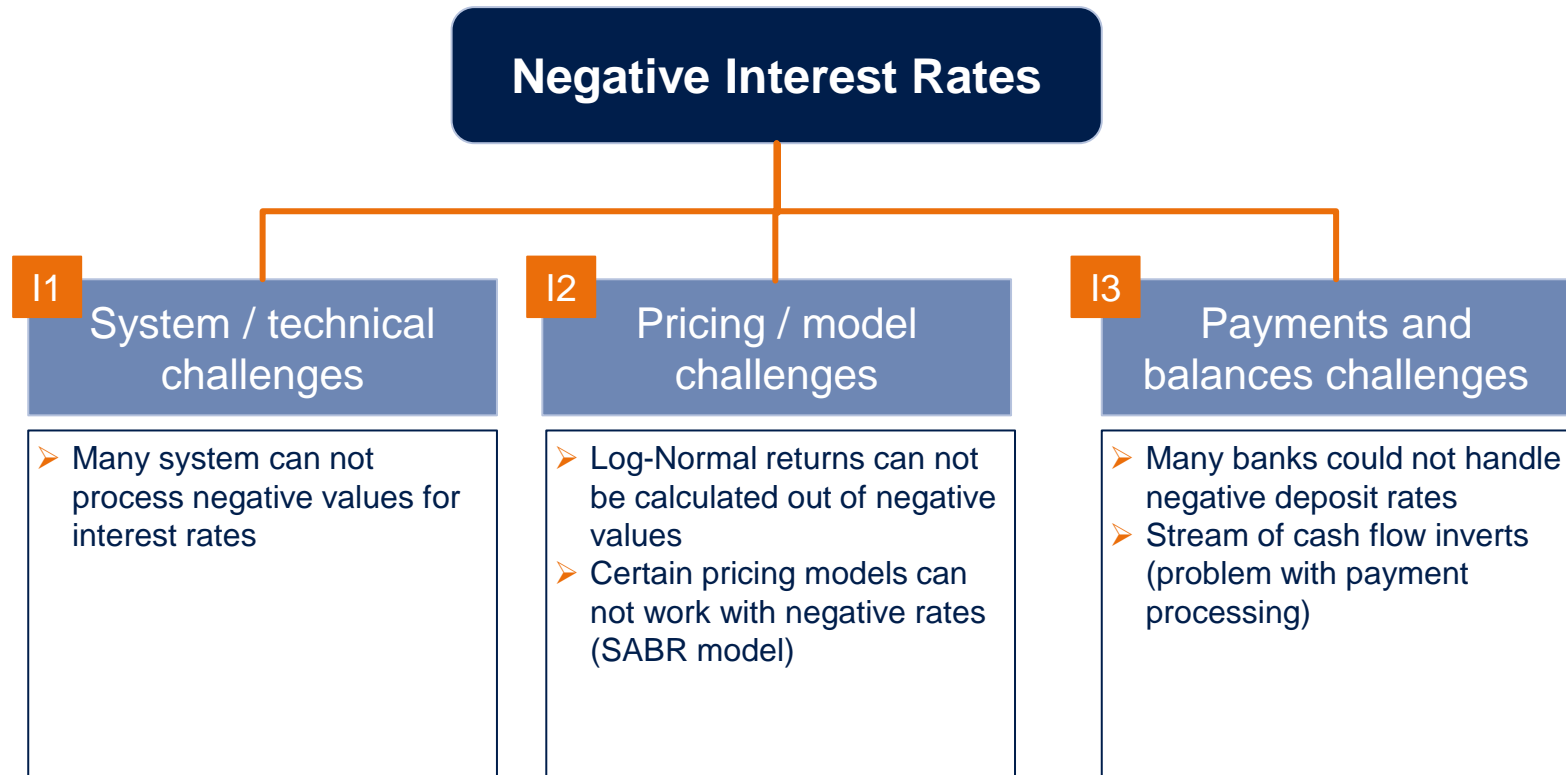 Negative Interest Rates
I1
System / technical
challenges
Many system can not
process negative values for
interest rates
I2
Pricing / model
challenges
Log-Normal returns can not
be calculated out of negative
values
Certain pricing models can
not work with negative rates
(SABR model)
I3
Payments and
balances challenges
Many banks could not handle
negative deposit rates
Stream of cash flow inverts
(problem with payment
processing)